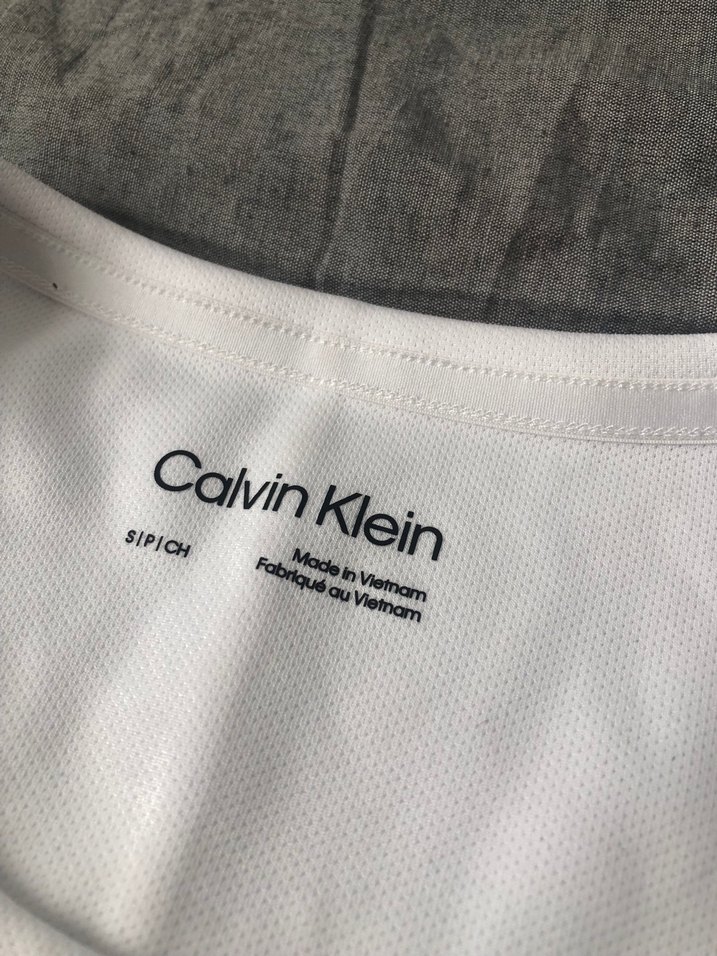 Calvin Klein
S|P|CH
Made in Vietnam
Fabriqué au Vietnam